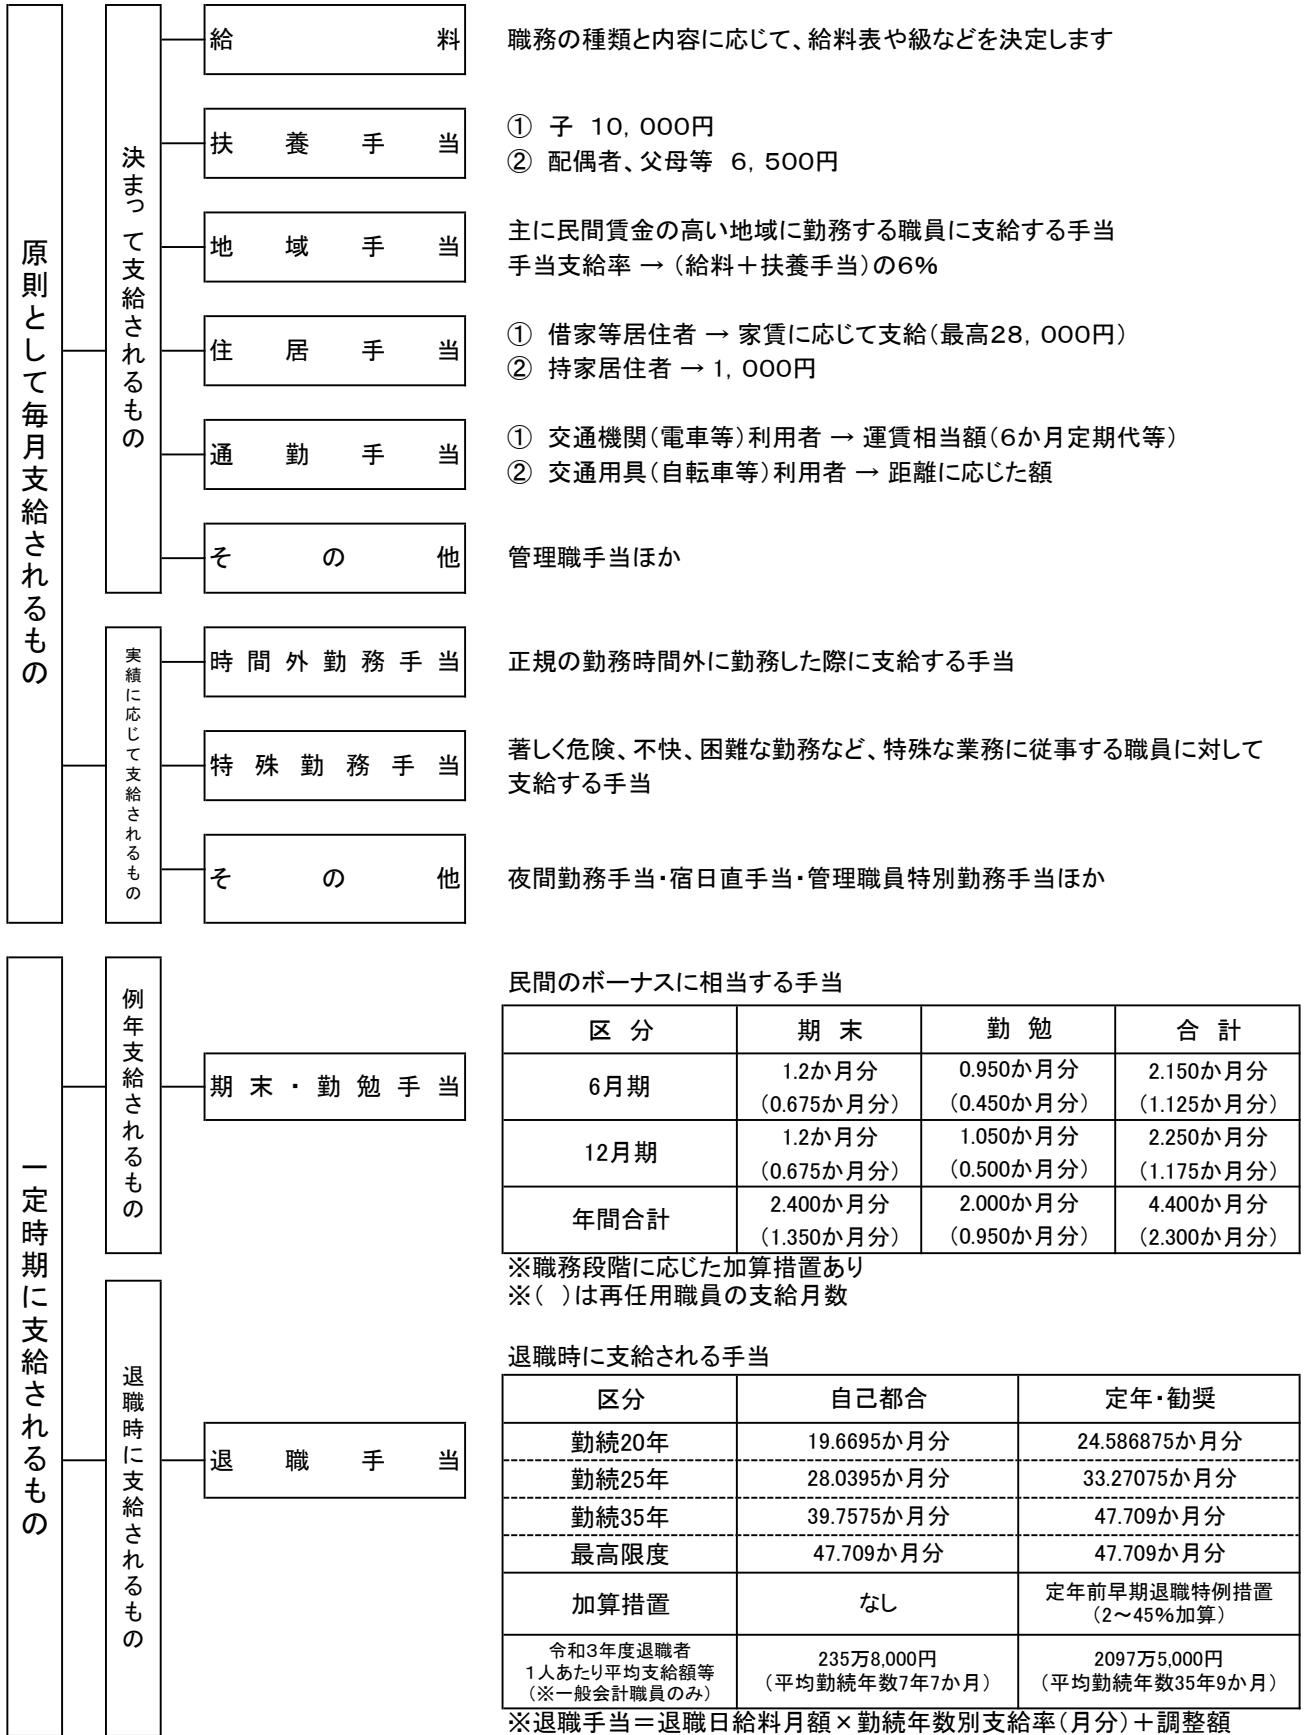 原則として毎月支給されるもの
決まって支給されるもの
給料
職務の種類と内容に応じて、給料表や級などを決定します
扶養手当
① 子 10,000円
② 配偶者、父母等 6,500円
地域手当
主に民間賃金の高い地域に勤務する職員に支給する手当
手当支給率 → (給料+扶養手当)の6%
住居手当
① 借家等居住者 → 家賃に応じて支給(最高28,000円)
② 持家居住者 → 1,000円
通勤手当
① 交通機関(電車等)利用者 → 運賃相当額(6か月定期代等)
② 交通用具(自転車等)利用者 → 距離に応じた額
その他
管理職手当ほか
実績に応じて支給されるもの
時間外勤務手当
正規の勤務時間外に勤務した際に支給する手当
特殊勤務手当
著しく危険、不快、困難な勤務など、特殊な業務に従事する職員に対して
支給する手当
その他
夜間勤務手当・宿日直手当・管理職員特別勤務手当ほか
一定時期に支給されるもの
例年支給されるもの
期末・勤勉手当
民間のボーナスに相当する手当
区分 期末 勤勉 合計
6月期
1.2か月分 0.950か月分 2.150か月分
(0.675か月分) (0.450か月分) (1.125か月分)
12月期
1.2か月分 1.050か月分 2.250か月分
(0.675か月分) (0.500か月分) (1.175か月分)
年間合計
2.400か月分 2.000か月分 4.400か月分
(1.350か月分) (0.950か月分) (2.300か月分)
※職務段階に応じた加算措置あり
※( )は再任用職員の支給月数
退職時に支給されるもの
退職手当
退職時に支給される手当
区分 自己都合 定年・勧奨
勤続20年 19.6695か月分 24.586875か月分
勤続25年 28.0395か月分 33.27075か月分
勤続35年 39.7575か月分 47.709か月分
最高限度 47.709か月分 47.709か月分
加算措置 なし 定年前早期退職特例措置
(2~45%加算)
令和3年度退職者
1人あたり平均支給額等
(※一般会計職員のみ)
235万8,000円
(平均勤続年数7年7か月)
2097万5,000円
(平均勤続年数35年9か月)
※退職手当=退職日給料月額×勤続年数別支給率(月分)+調整額